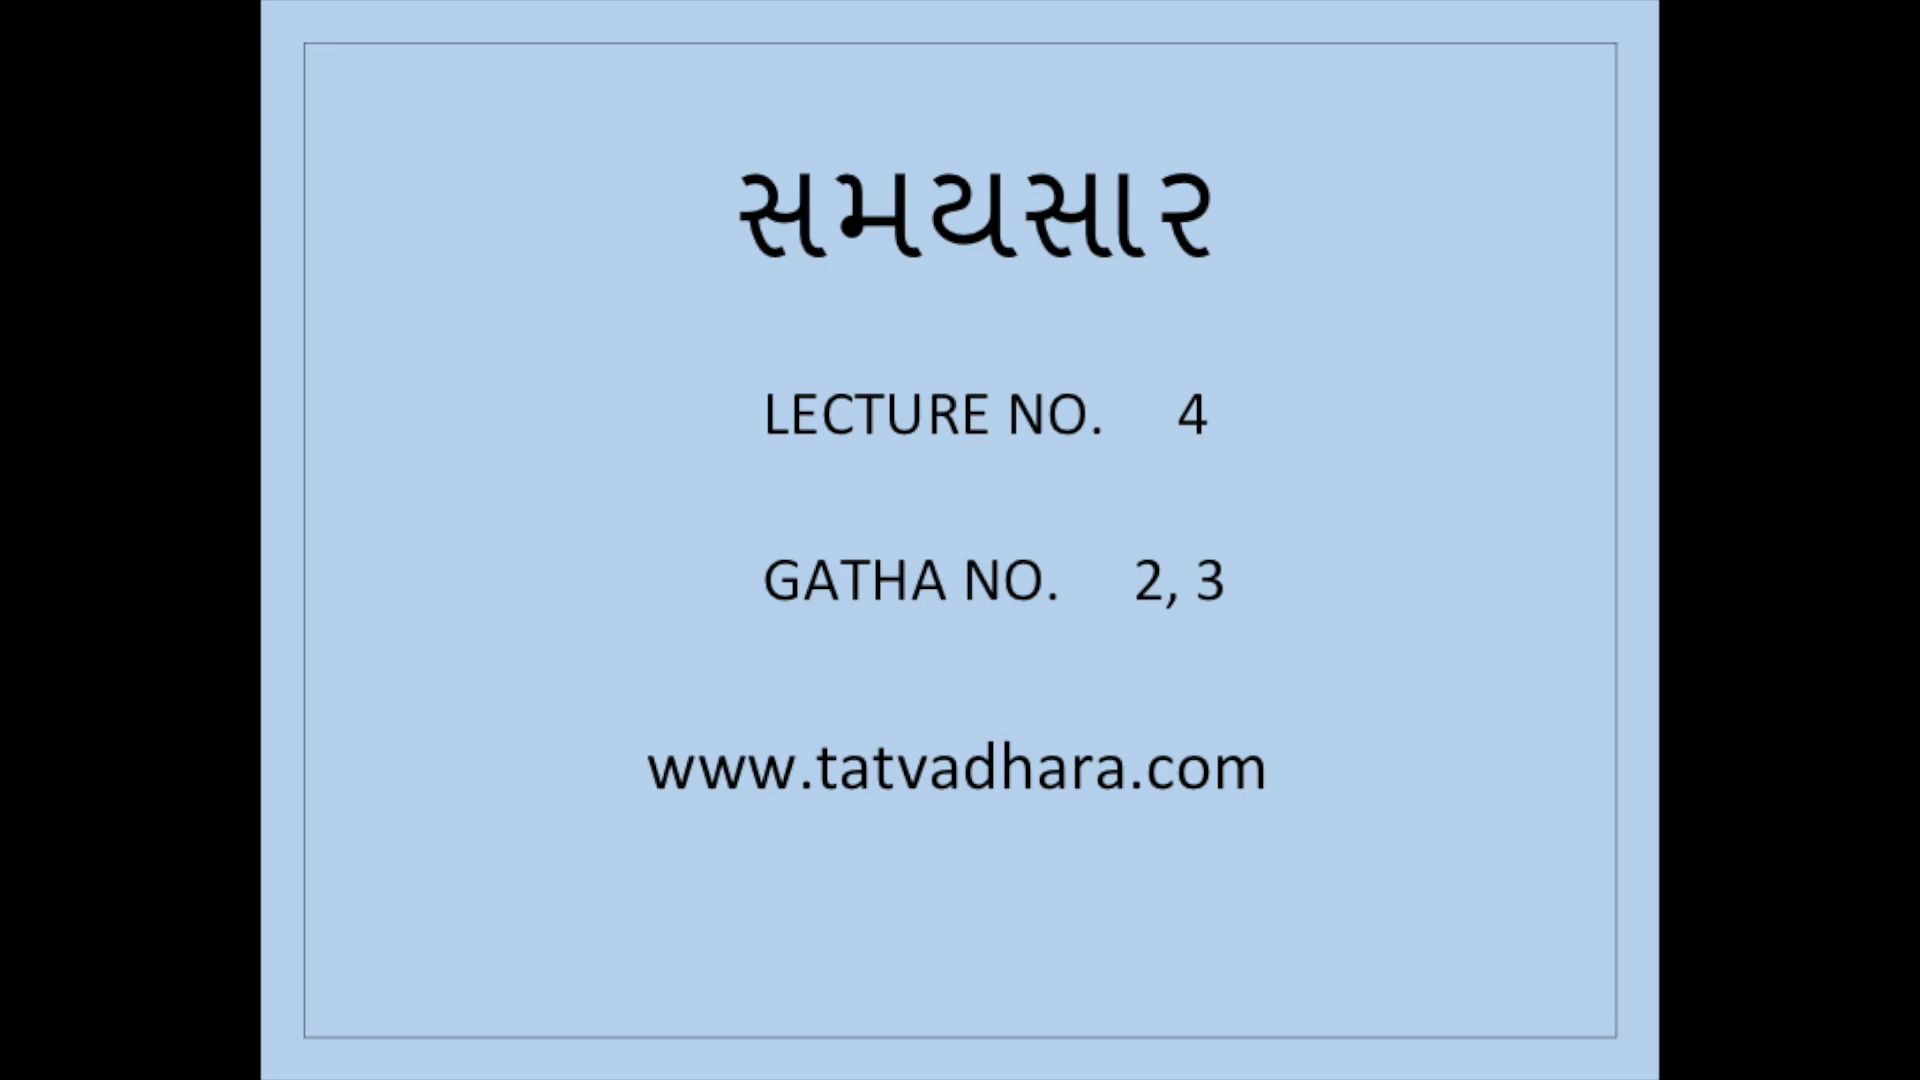 સમયસાર
LECTURE NO. 4
GATHA NO. 2, 3
www.tatvadhara.com